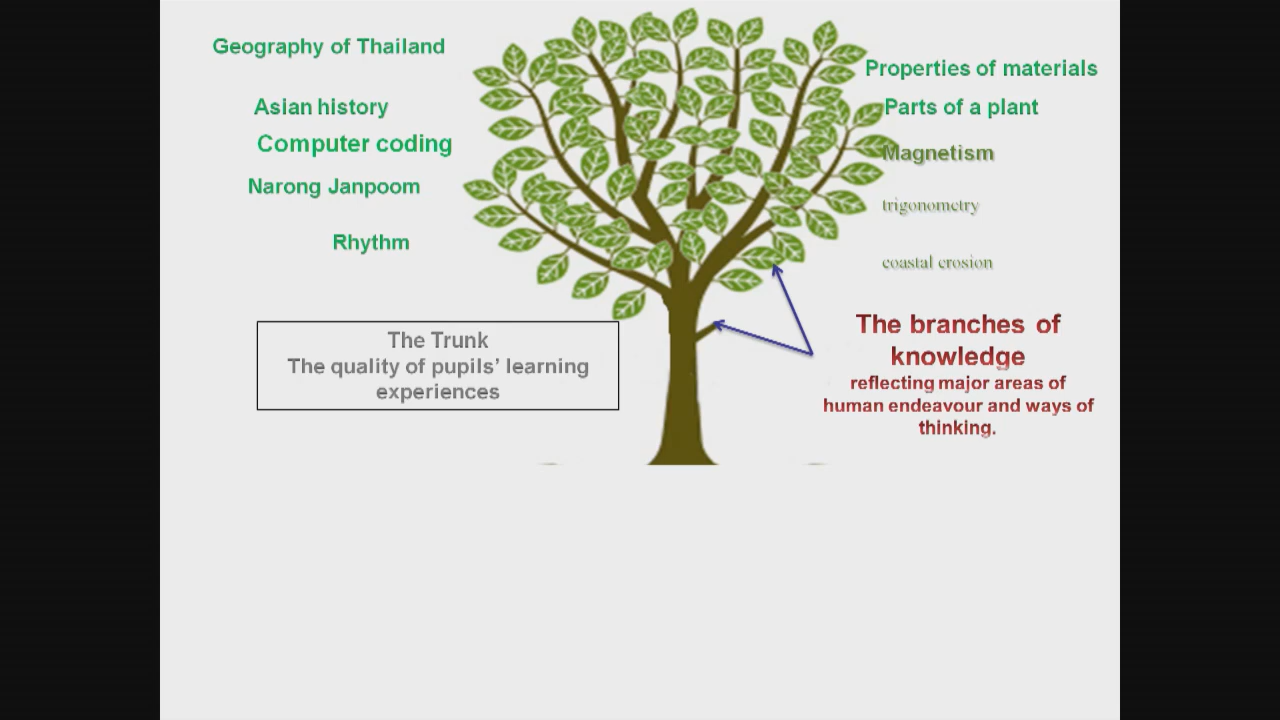 Geography of Thailand
Asian history
Computer coding
Narong Janpoom
Rhythm
Properties of materials
Parts of a plant
Magnetism
trigonometry
coastal erosion
The Trunk
The quality of pupils’ learning
experiences
The branches of
knowledge
reflecting major areas of
human endeavour and ways of
thinking.